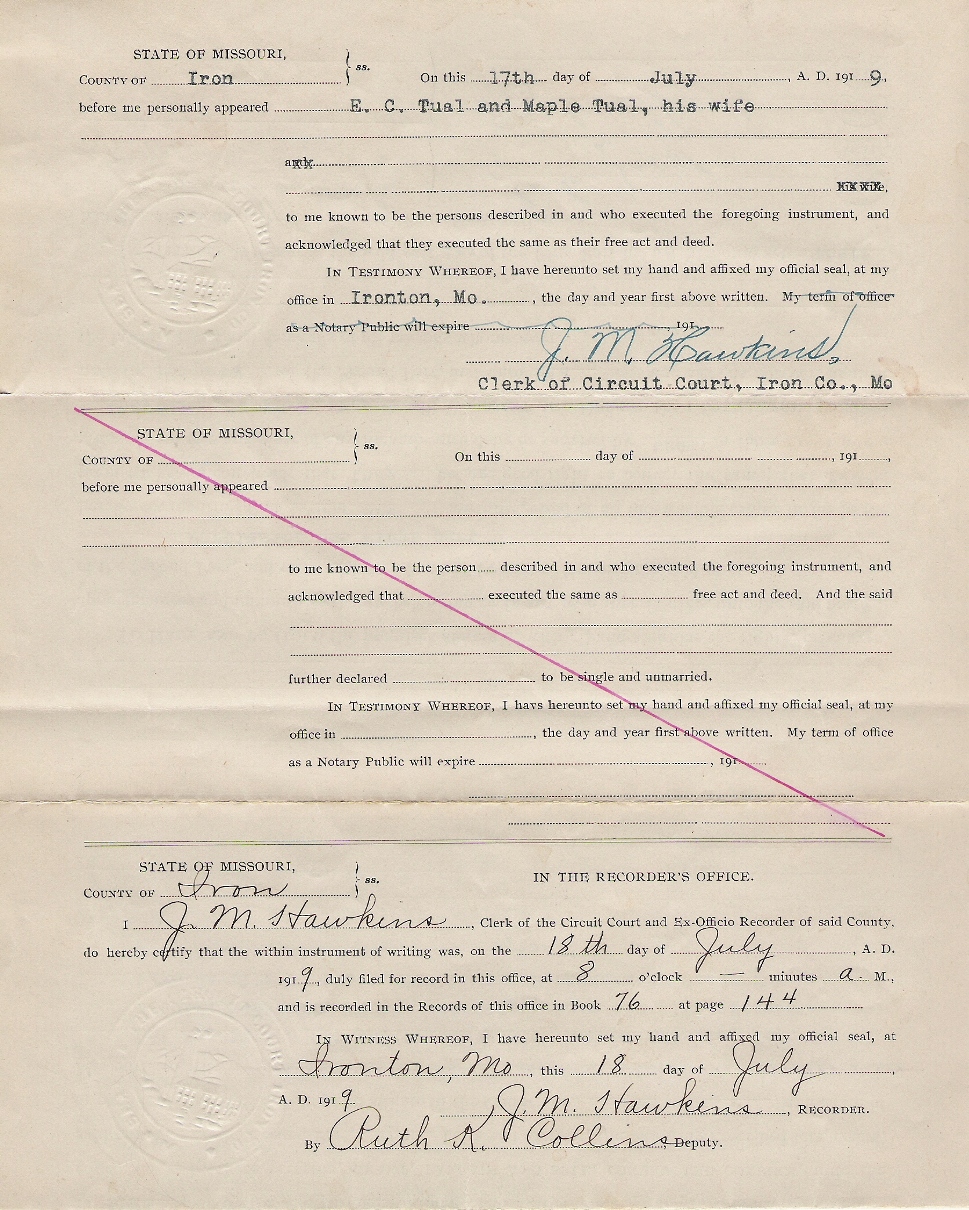 STATE OF MISSOURI,
COUNTY OF Iron ss. On this 17th day of July, A. D. 1919,
before me personally appeared E. C. Tual and Maple Tual, his wife
and
his wife,
to me known to be the persons described in and who executed the foregoing instrument, and
acknowledged that they executed the same as their free act and deed.
IN TESTIMONY WHEREOF, I have hereunto set my hand and affixed my official seal, at my
office in Ironton, Mo., the day and year first above written. My term of office
as a Notary Public will expire , 191
J. M. Hawkins,
Clerk of Circuit Court, Iron Co., Mo
STATE OF MISSOURI,
COUNTY OF ss. On this day of , 191 ,
before me personally appeared
to me known to be the person described in and who executed the foregoing instrument, and
acknowledged that executed the same as free act and deed. And the said
further declared to be single and unmarried.
IN TESTIMONY WHEREOF, I havs hereunto set my hand and affixed my official seal, at my
office in , the day and year first above written. My term of office
as a Notary Public will expire , 191
STATE OF MISSOURI,
COUNTY OF Iron ss. IN THE RECORDER'S OFFICE.
I J. M. Hawkins, Clerk of the Circuit Court and Ex-Officio Recorder of said County,
do hereby certify that the within instrument of writing was, on the 18th day of July, A. D.
1919, duly filed for record in this office, at 8 o'clock — minutes a. M.,
and is recorded in the Records of this office in Book 76 at page 144
IN WITNESS WHEREOF, I have hereunto set my hand and affixed my official seal, at
Ironton, Mo, this 18 day of July,
A. D. 1919. J. M. Hawkins, RECORDER.
By Ruth K. Collins, Deputy.